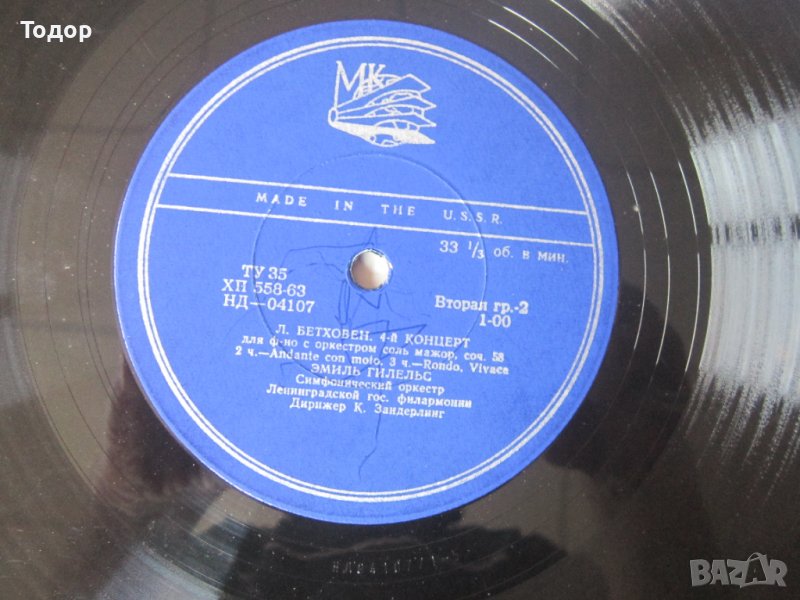 Тодор
МК
MADE IN THE U.S.S.R.
33 1/3 об. в мин.
ТУ 35
ХП 558-63
НД—04107
Вторая гр.-2
1-00
Л. БЕТХОВЕН. 4-й КОНЦЕРТ
для ф-но с оркестром соль мажор, соч. 58
2 ч.—Andante con moto. 3 ч.—Rondo. Vivace
ЭМИЛЬ ГИЛЕЛЬС
Симфонический оркестр
Ленинградской гос. филармонии
Дирижер К. Зандерлинг
BAZAR